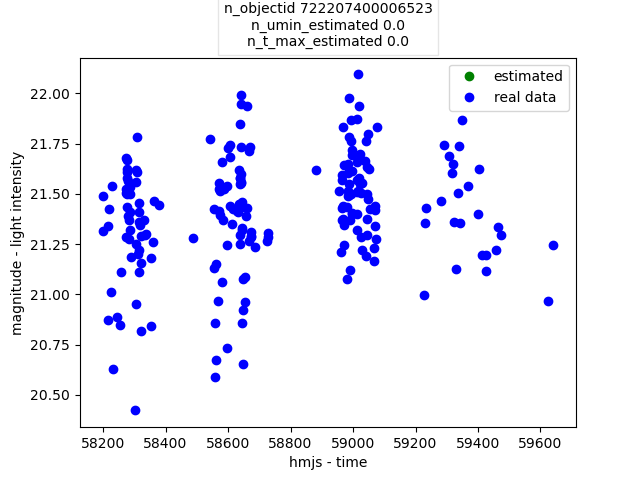 n_objectid 722207400006523
n_umin_estimated 0.0
n_t_max_estimated 0.0
estimated
real data
magnitude - light intensity
22.00
21.75
21.50
21.25
21.00
20.75
20.50
58200 58400 58600 58800 59000 59200 59400 59600
hmjs - time